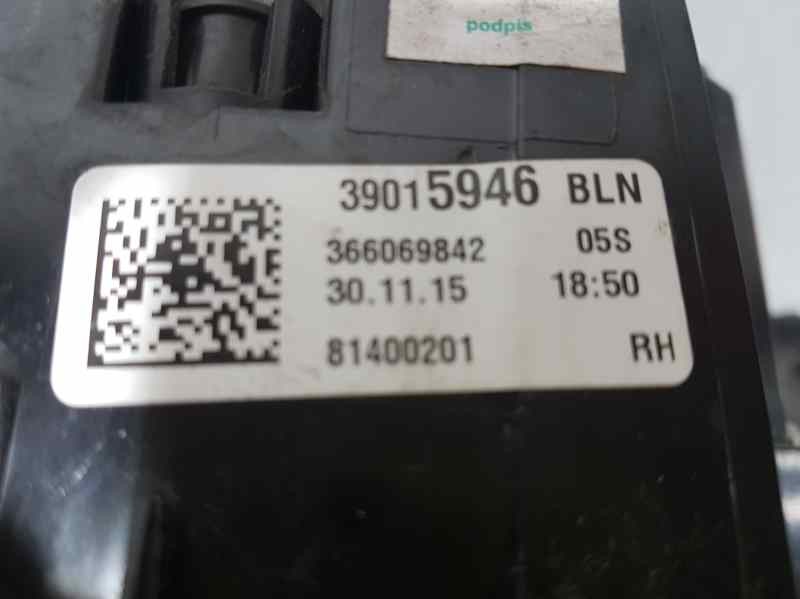 podpis
39015946 BLN
366069842 05S
30.11.15 18:50
81400201 RH